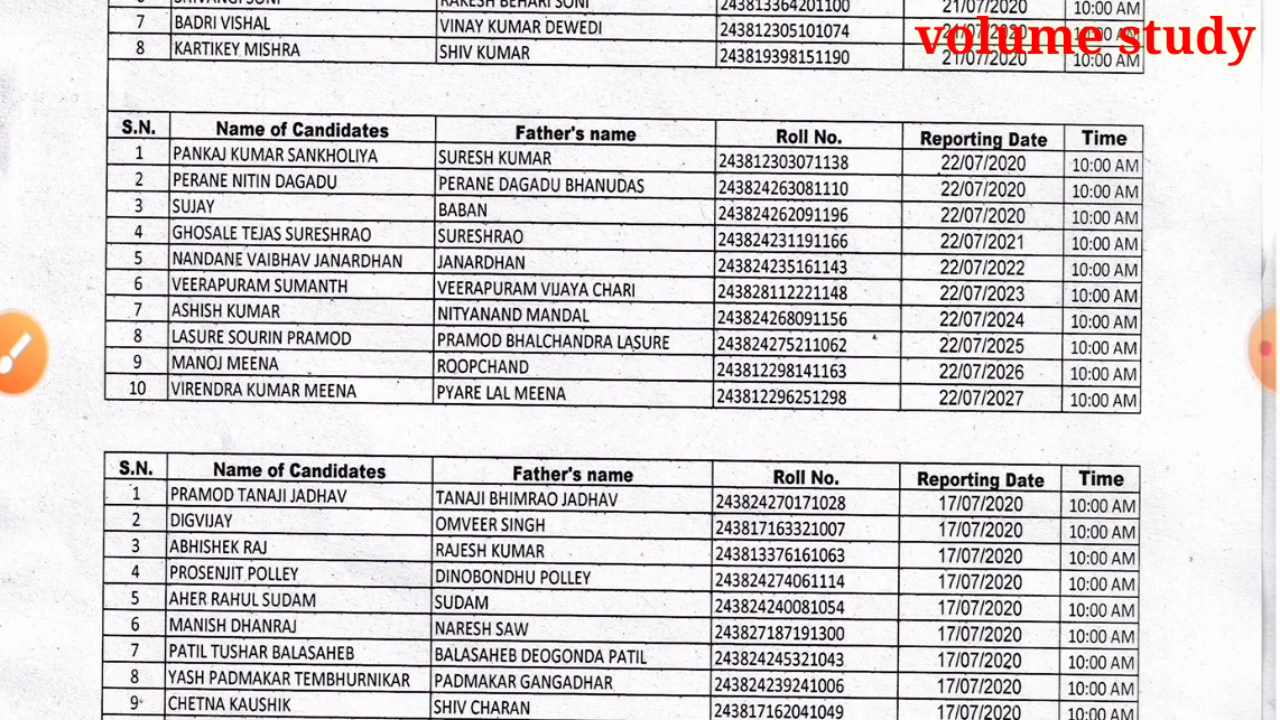 RAKESH BEHARI SONI 243813364201100 21/07/2020 10:00 AM
7 BADRI VISHAL VINAY KUMAR DEWEDI 243812305101074 21/07/2020 10:00 AM
8 KARTIKEY MISHRA SHIV KUMAR 243819398151190 21/07/2020 10:00 AM
volume study
S.N. Name of Candidates Father's name Roll No. Reporting Date Time
1 PANKAJ KUMAR SANKHOLIYA SURESH KUMAR 243812303071138 22/07/2020 10:00 AM
2 PERANE NITIN DAGADU PERANE DAGADU BHANUDAS 243824263081110 22/07/2020 10:00 AM
3 SUJAY BABAN 243824262091196 22/07/2020 10:00 AM
4 GHOSALE TEJAS SURESHRAO SURESHRAO 243824231191166 22/07/2021 10:00 AM
5 NANDANE VAIBHAV JANARDHAN JANARDHAN 243824235161143 22/07/2022 10:00 AM
6 VEERAPURAM SUMANTH VEERAPURAM VIJAYA CHARI 243828112221148 22/07/2023 10:00 AM
7 ASHISH KUMAR NITYANAND MANDAL 243824268091156 22/07/2024 10:00 AM
8 LASURE SOURIN PRAMOD PRAMOD BHALCHANDRA LASURE 243824275211062 22/07/2025 10:00 AM
9 MANOJ MEENA ROOPCHAND 243812298141163 22/07/2026 10:00 AM
10 VIRENDRA KUMAR MEENA PYARE LAL MEENA 243812296251298 22/07/2027 10:00 AM
S.N. Name of Candidates Father's name Roll No. Reporting Date Time
1 PRAMOD TANAJI JADHAV TANAJI BHIMRAO JADHAV 243824270171028 17/07/2020 10:00 AM
2 DIGVIJAY OMVEER SINGH 243817163321007 17/07/2020 10:00 AM
3 ABHISHEK RAJ RAJESH KUMAR 243813376161063 17/07/2020 10:00 AM
4 PROSENJIT POLLEY DINOBONDHU POLLEY 243824274061114 17/07/2020 10:00 AM
5 AHER RAHUL SUDAM SUDAM 243824240081054 17/07/2020 10:00 AM
6 MANISH DHANRAJ NARESH SAW 243827187191300 17/07/2020 10:00 AM
7 PATIL TUSHAR BALASAHEB BALASAHEB DEOGONDA PATIL 243824245321043 17/07/2020 10:00 AM
8 YASH PADMAKAR TEMBHURNIKAR PADMAKAR GANGADHAR 243824239241006 17/07/2020 10:00 AM
9 CHETNA KAUSHIK SHIV CHARAN 243817162041049 17/07/2020 10:00 AM